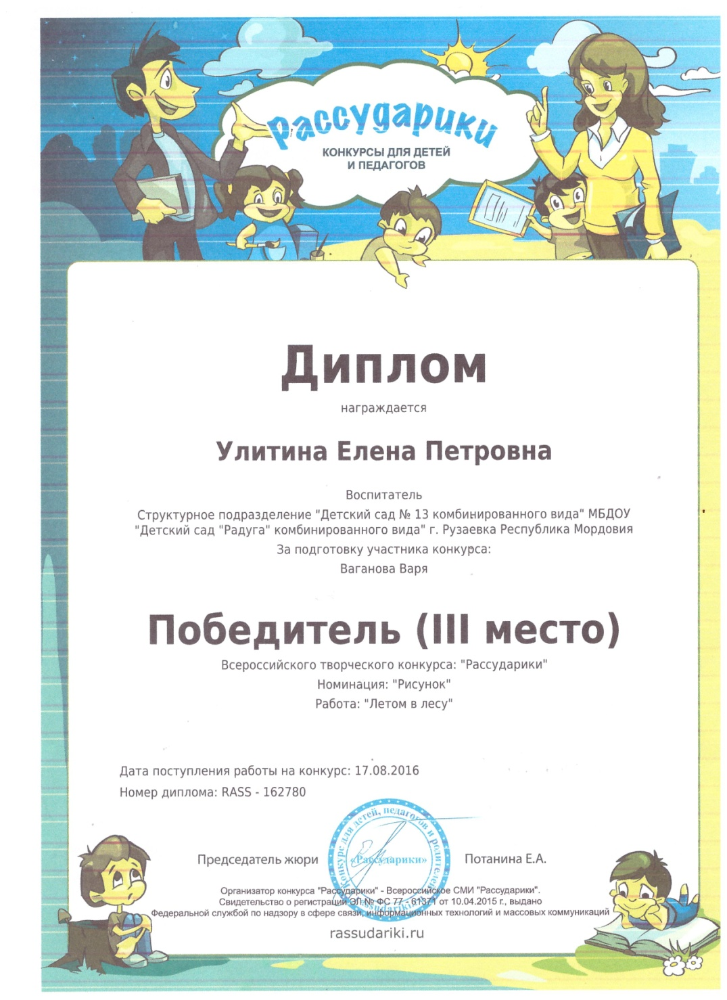 Рассударики
КОНКУРСЫ ДЛЯ ДЕТЕЙ
И ПЕДАГОГОВ
Диплом
награждается
Улитина Елена Петровна
Воспитатель
Структурное подразделение "Детский сад № 13 комбинированного вида" МБДОУ
"Детский сад "Радуга" комбинированного вида" г. Рузаевка Республика Мордовия
За подготовку участника конкурса:
Ваганова Варя
Победитель (III место)
Всероссийского творческого конкурса: "Рассударики"
Номинация: "Рисунок"
Работа: "Летом в лесу"
Дата поступления работы на конкурс: 17.08.2016
Номер диплома: RASS - 162780
Конкурс для детей, педагогов и родителей
«Рассударики»
rassudariki.ru
Председатель жюри
Потанина Е.А.
Организатор конкурса "Рассударики" - Всероссийское СМИ "Рассударики".
Свидетельство о регистрации ЭЛ № ФС 77 - 61371 от 10.04.2015 г., выдано
Федеральной службой по надзору в сфере связи, информационных технологий и массовых коммуникаций
rassudariki.ru